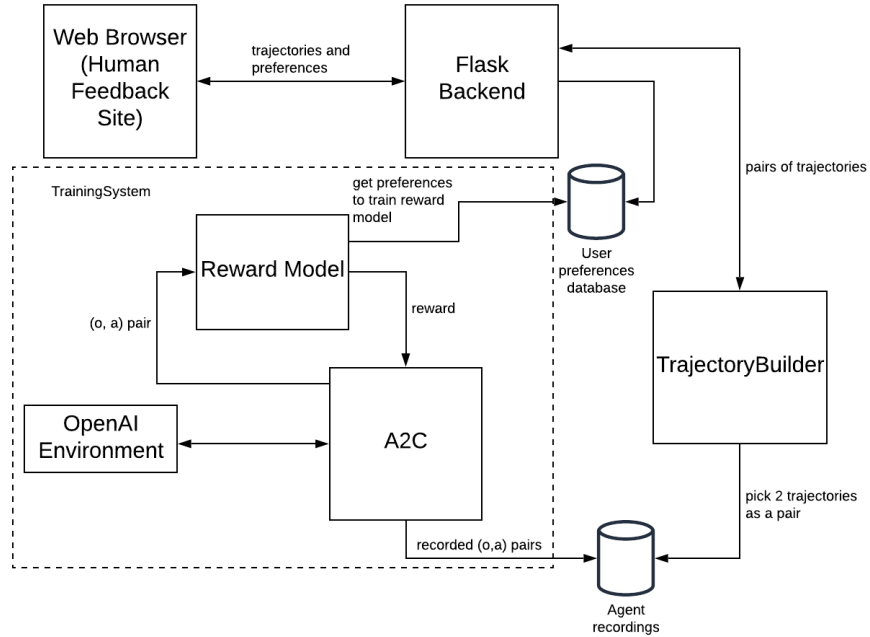 Web Browser
(Human
Feedback
Site)
trajectories and
preferences
Flask
Backend
pairs of trajectories
TrainingSystem
get preferences
to train reward
model
User
preferences
database
Reward Model
(o, a) pair
reward
TrajectoryBuilder
OpenAI
Environment
A2C
pick 2 trajectories
as a pair
recorded (o,a) pairs
Agent
recordings